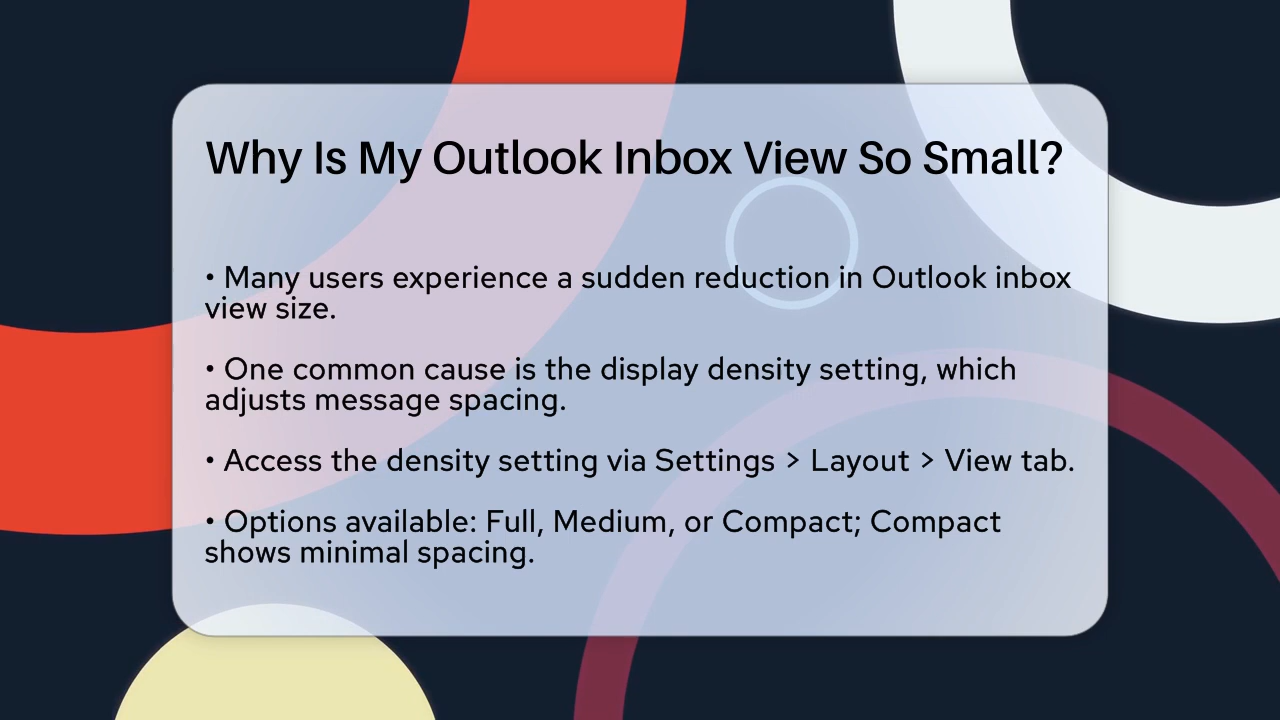 Why Is My Outlook Inbox View So Small?
• Many users experience a sudden reduction in Outlook inbox
view size.
• One common cause is the display density setting, which
adjusts message spacing.
• Access the density setting via Settings > Layout > View tab.
• Options available: Full, Medium, or Compact; Compact
shows minimal spacing.